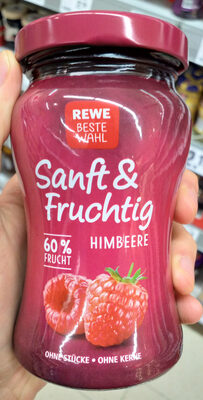 REWE
BESTE
WAHL
Sanft &
Fruchtig
60%
FRUCHT
HIMBEERE
OHNE STÜCKE • OHNE KERNE